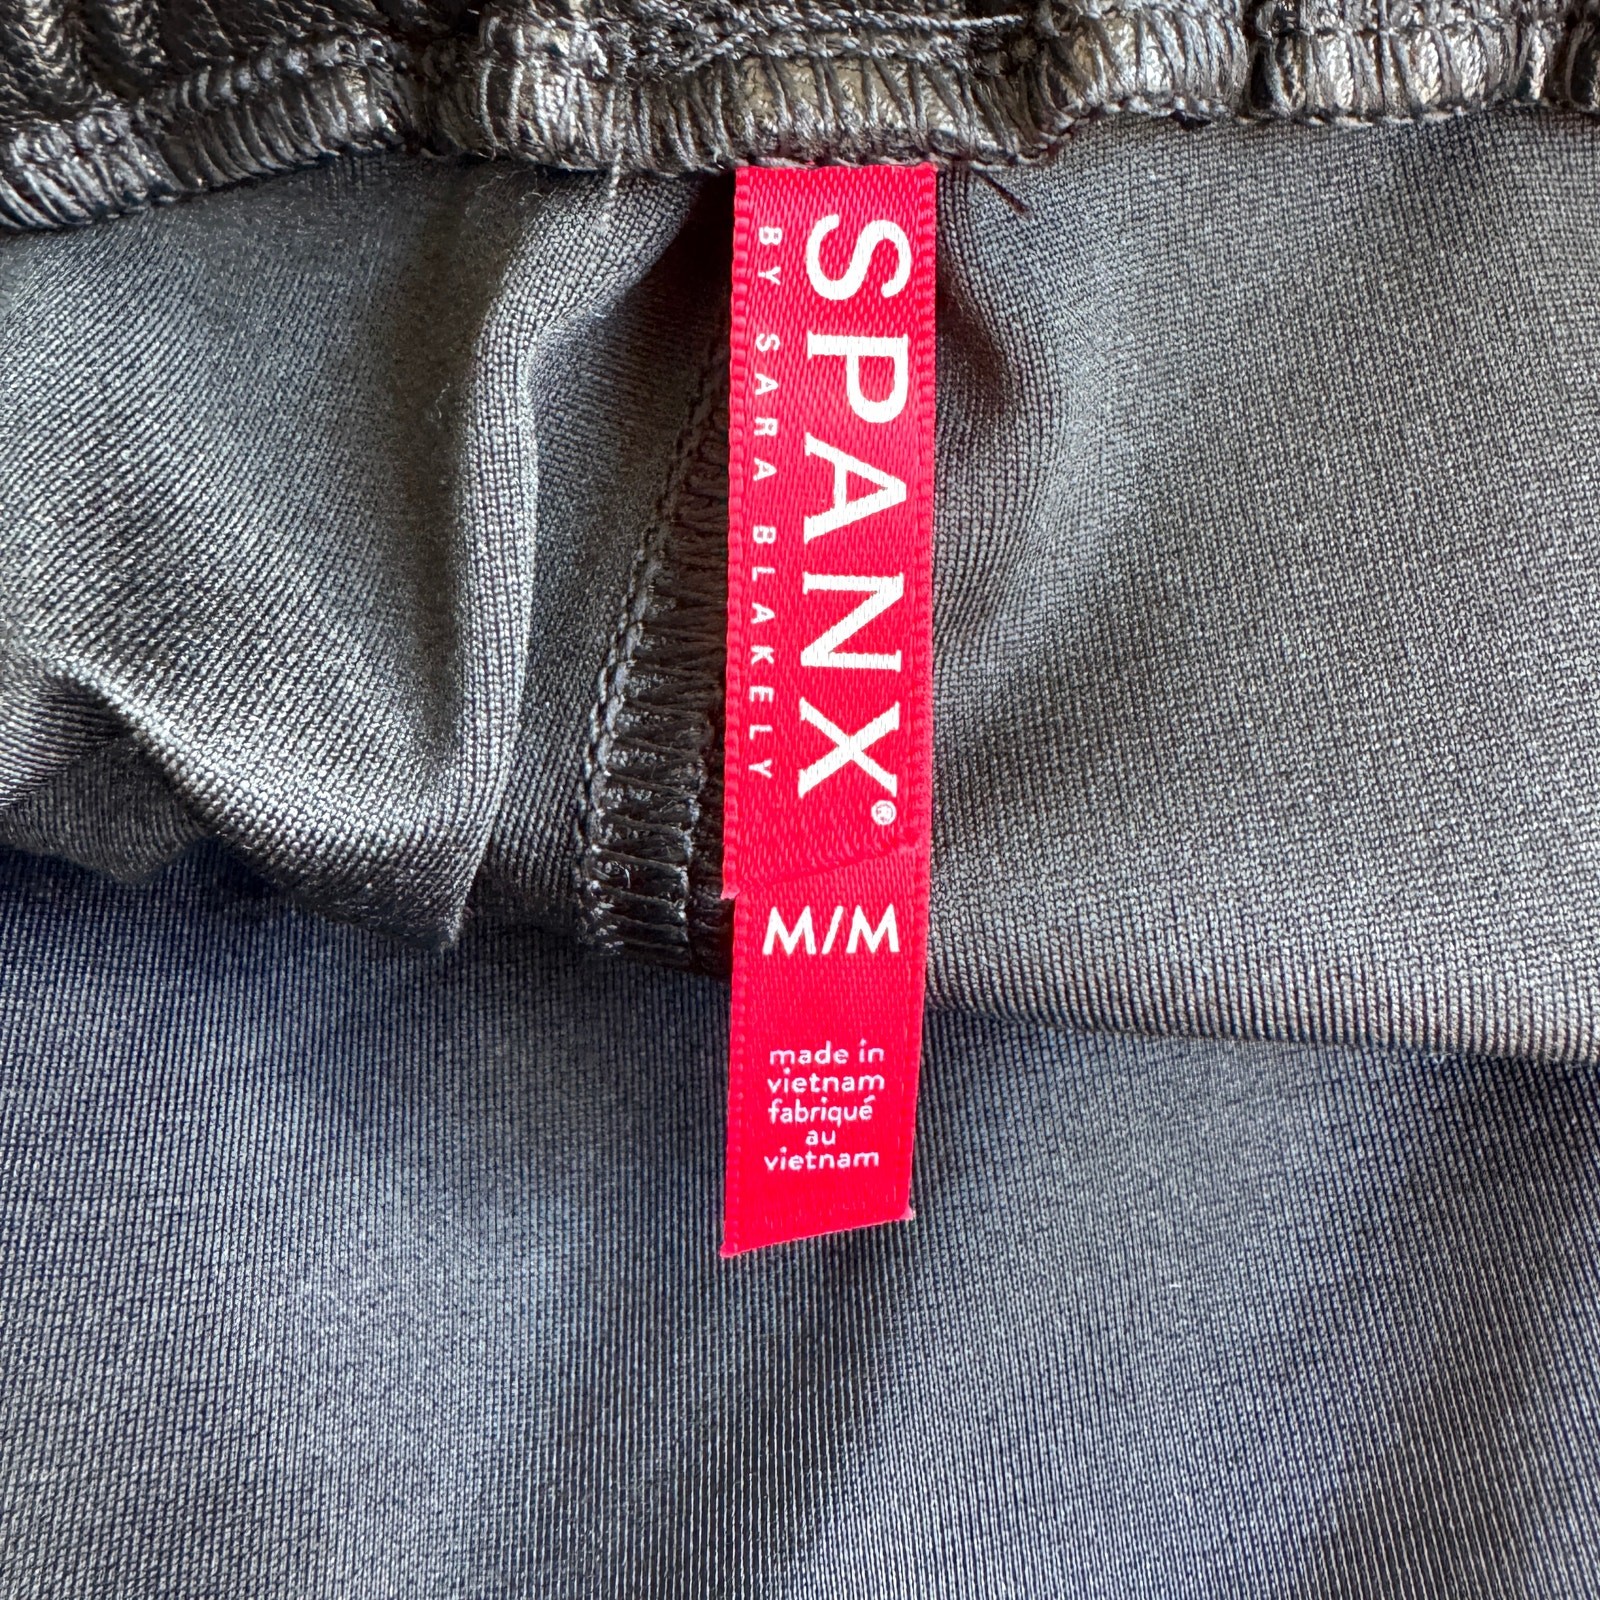 SPANX®
BY SARA BLAKELY
M/M
made in
vietnam
fabriqué
au
vietnam